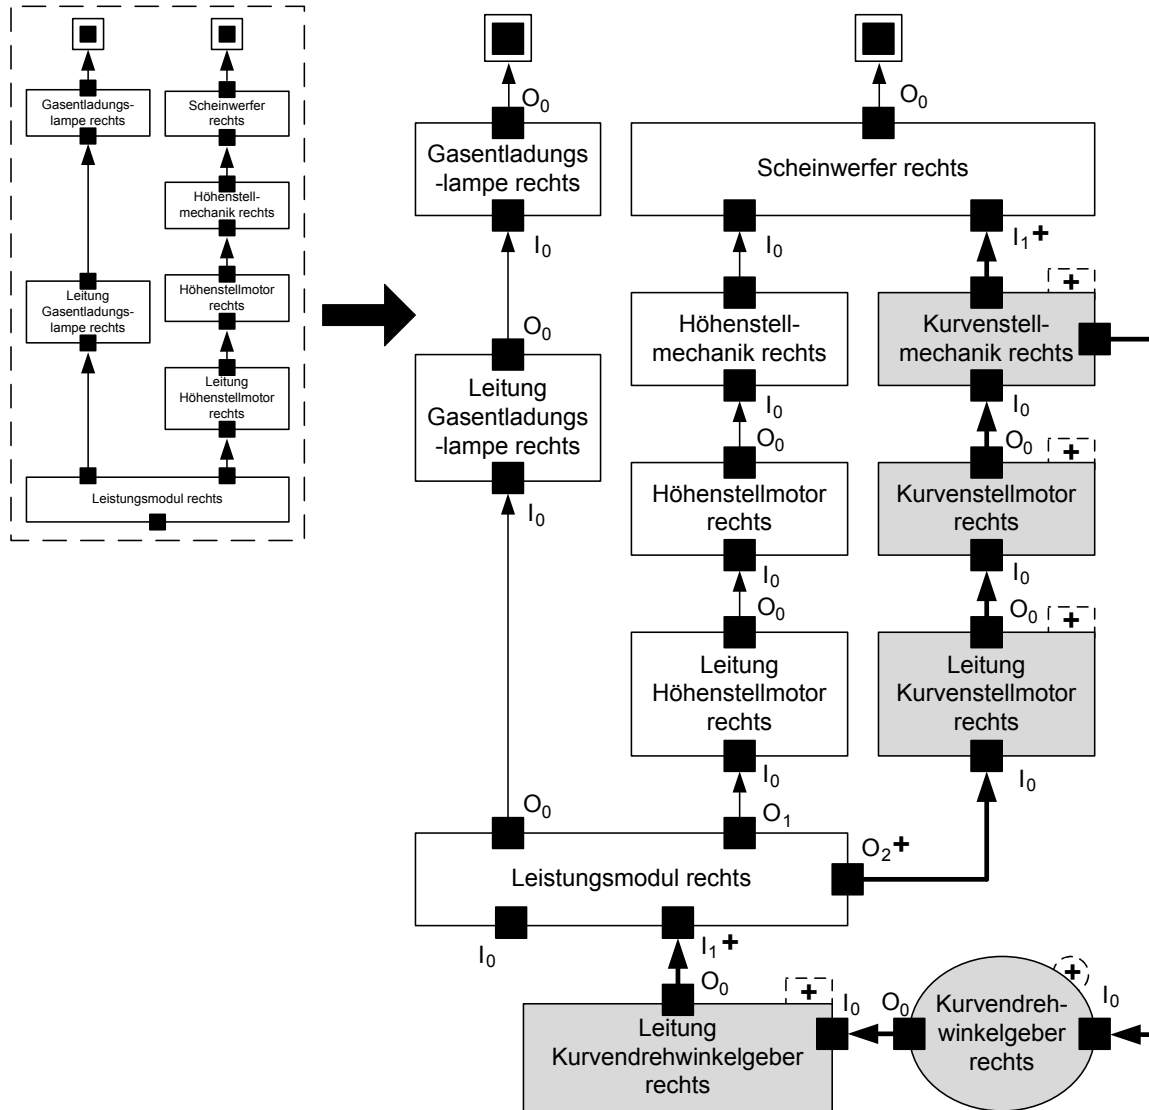 Gasentladungs-
lampe rechts
Scheinwerfer
rechts
Höhenstell-
mechanik rechts
Leitung
Gasentladungs-
lampe rechts
Höhenstellmotor
rechts
Leitung
Höhenstellmotor
rechts
Leistungsmodul rechts
O0
O0
Gasentladungs
-lampe rechts
Scheinwerfer rechts
I0
I0
I1+
+
Höhenstell-
mechanik rechts
Kurvenstell-
mechanik rechts
O0
Leitung
Gasentladungs
-lampe rechts
I0
I0
O0
O0
+
Höhenstellmotor
rechts
Kurvenstellmotor
rechts
I0
I0
I0
O0
O0
+
Leitung
Höhenstellmotor
rechts
Leitung
Kurvenstellmotor
rechts
I0
I0
O0
O1
O2+
Leistungsmodul rechts
I0
I1+
O0
+
I0
O0
+
I0
Leitung
Kurvendrehwinkelgeber
rechts
Kurvendreh-
winkelgeber
rechts